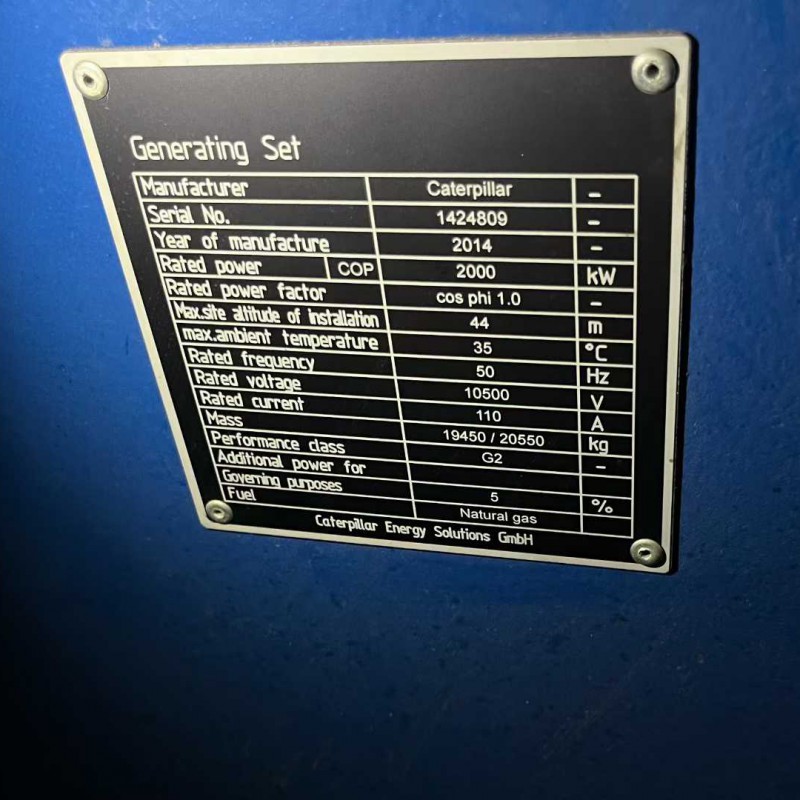 Generating Set
Manufacturer Caterpillar –
Serial No. 1424809 –
Year of manufacture 2014 –
Rated power COP 2000 kW
Rated power factor cos phi 1.0 –
Max.site altitude of installation 44 m
max.ambient temperature 35 °C
Rated frequency 50 Hz
Rated voltage 10500 V
Rated current 110 A
Mass 19450 / 20550 kg
Performance class G2 –
Additional power for
Governing purposes 5 %
Fuel Natural gas
Caterpillar Energy Solutions GmbH